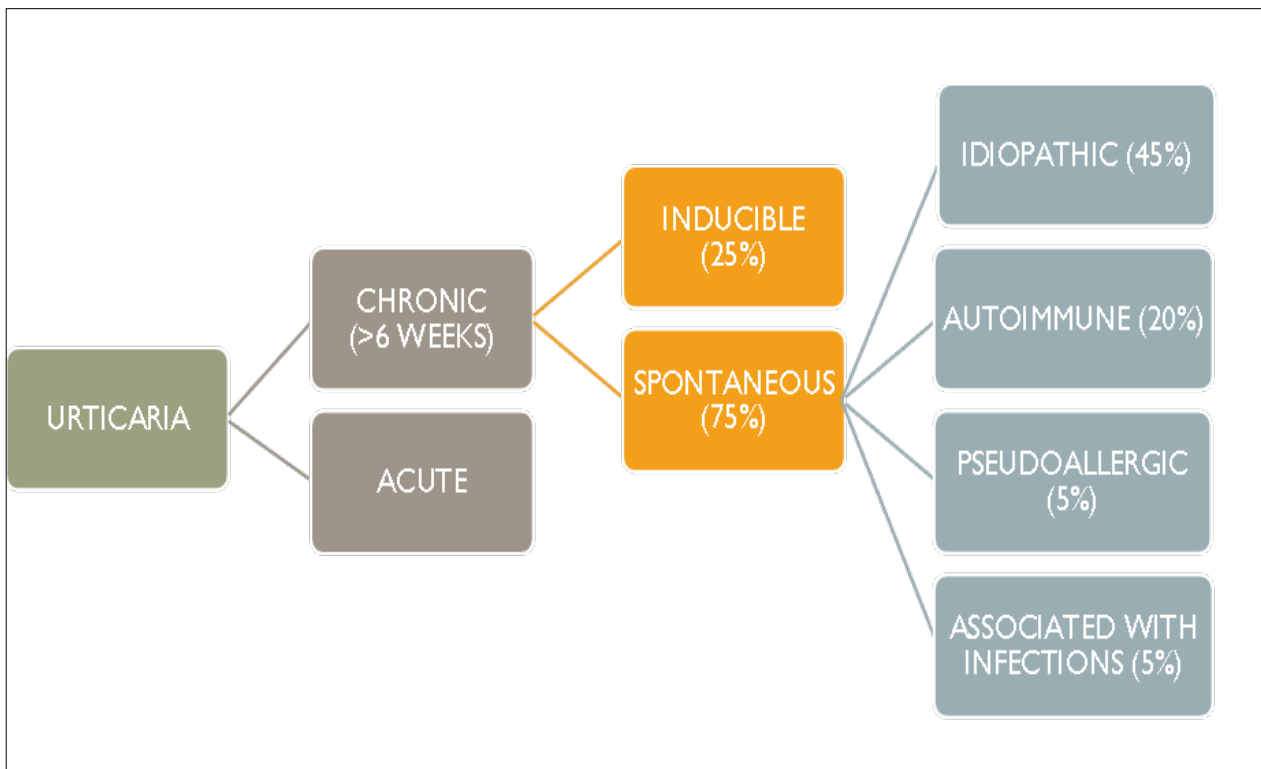 URTICARIA
CHRONIC
(>6 WEEKS)
ACUTE
INDUCIBLE
(25%)
SPONTANEOUS
(75%)
IDIOPATHIC (45%)
AUTOIMMUNE (20%)
PSEUDOALLERGIC
(5%)
ASSOCIATED WITH
INFECTIONS (5%)